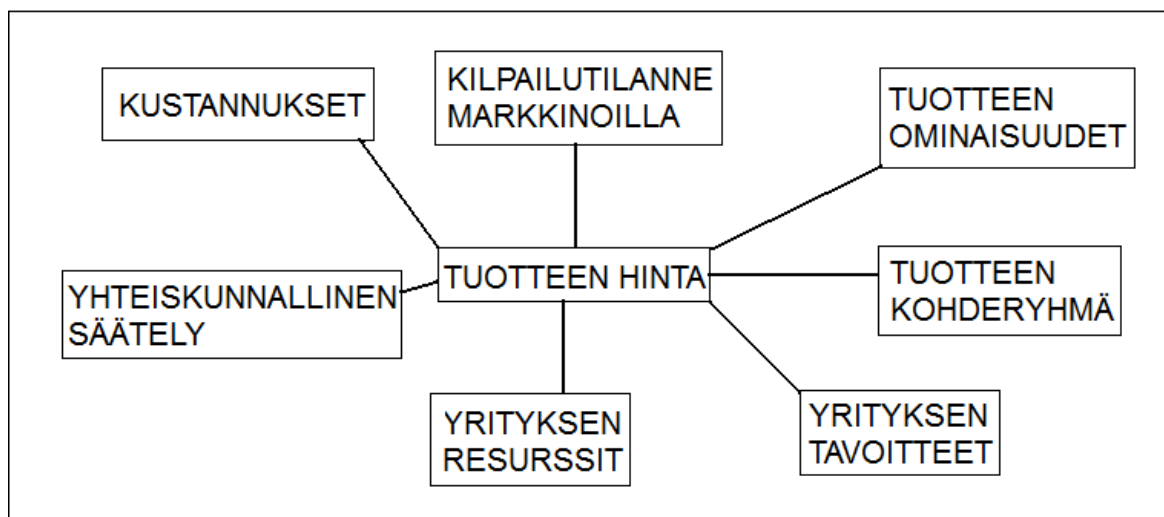 KUSTANNUKSET
KILPAILUTILANNE
MARKKINOILLA
TUOTTEEN
OMINAISUUDET
YHTEISKUNNALLINEN
SÄÄTELY
TUOTTEEN HINTA
TUOTTEEN
KOHDERYHMÄ
YRITYKSEN
RESURSSIT
YRITYKSEN
TAVOITTEET